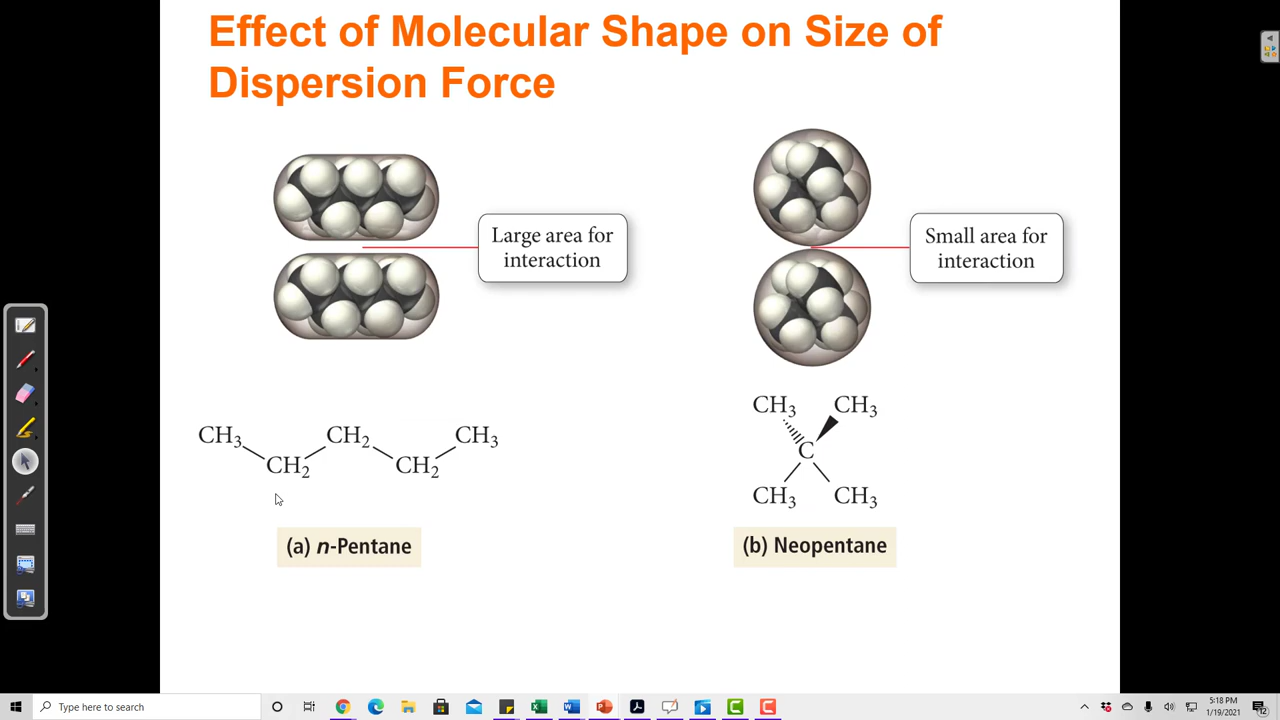 Effect of Molecular Shape on Size of
Dispersion Force
Large area for
interaction
Small area for
interaction
CH3 CH2 CH2 CH2 CH3
CH3 CH3
C
CH3 CH3
(a) n-Pentane
(b) Neopentane
Type here to search
5:18 PM
1/19/2021
12